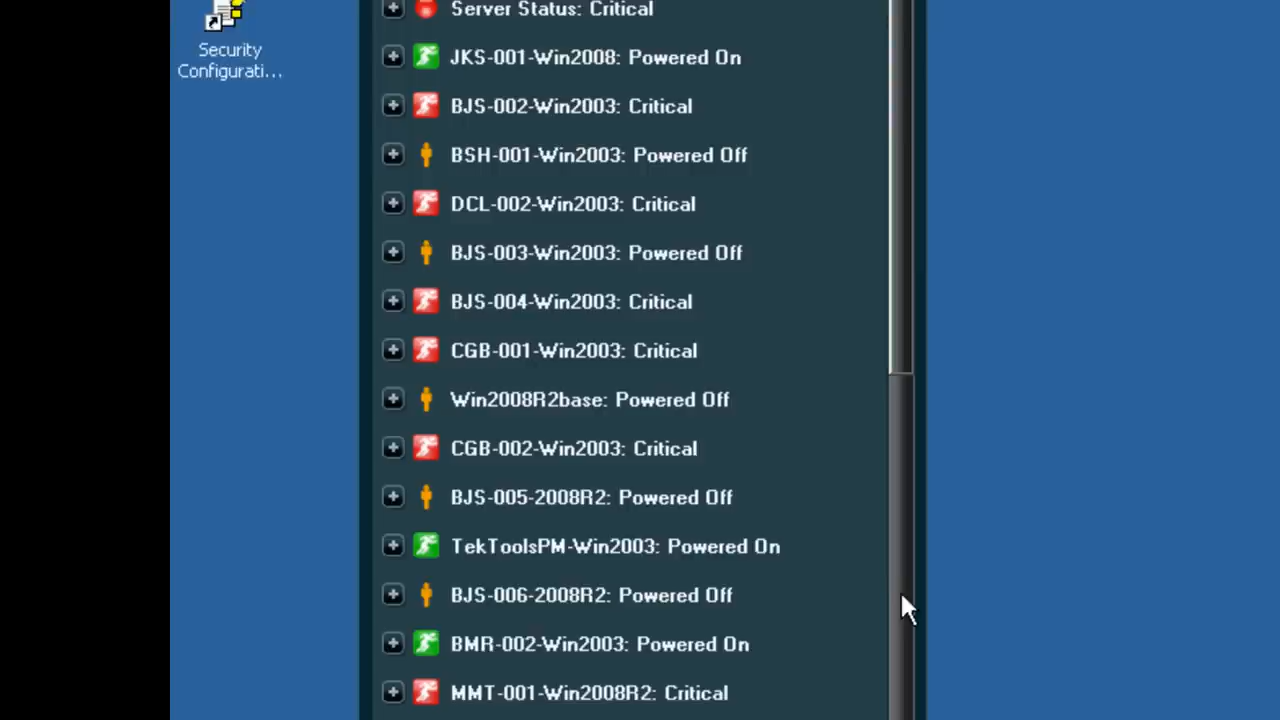 Server Status: Critical
Security
Configurati...
JKS-001-Win2008: Powered On
BJS-002-Win2003: Critical
BSH-001-Win2003: Powered Off
DCL-002-Win2003: Critical
BJS-003-Win2003: Powered Off
BJS-004-Win2003: Critical
CGB-001-Win2003: Critical
Win2008R2base: Powered Off
CGB-002-Win2003: Critical
BJS-005-2008R2: Powered Off
TekToolsPM-Win2003: Powered On
BJS-006-2008R2: Powered Off
BMR-002-Win2003: Powered On
MMT-001-Win2008R2: Critical